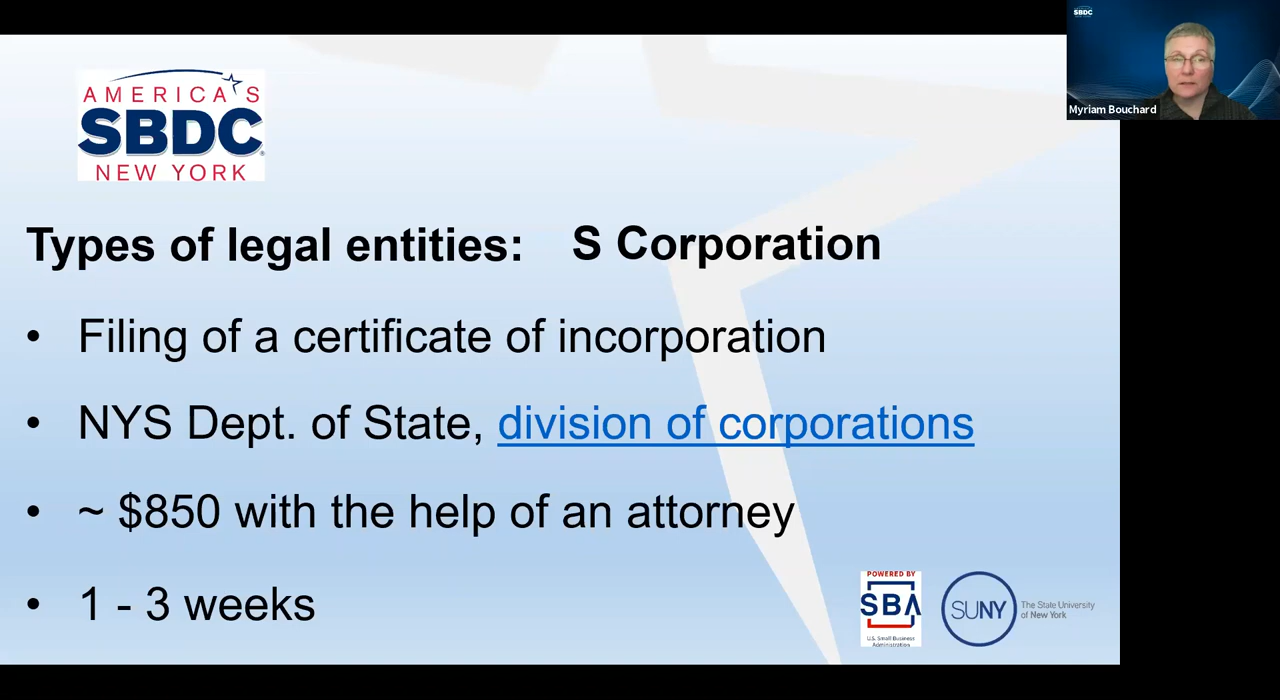 SBDC
Myriam Bouchard
AMERICA'S
SBDC
NEW YORK
Types of legal entities: S Corporation
• Filing of a certificate of incorporation
• NYS Dept. of State, division of corporations
• ~ $850 with the help of an attorney
• 1 - 3 weeks
POWERED BY
SBA
U.S. Small Business
Administration
SUNY
The State University
of New York